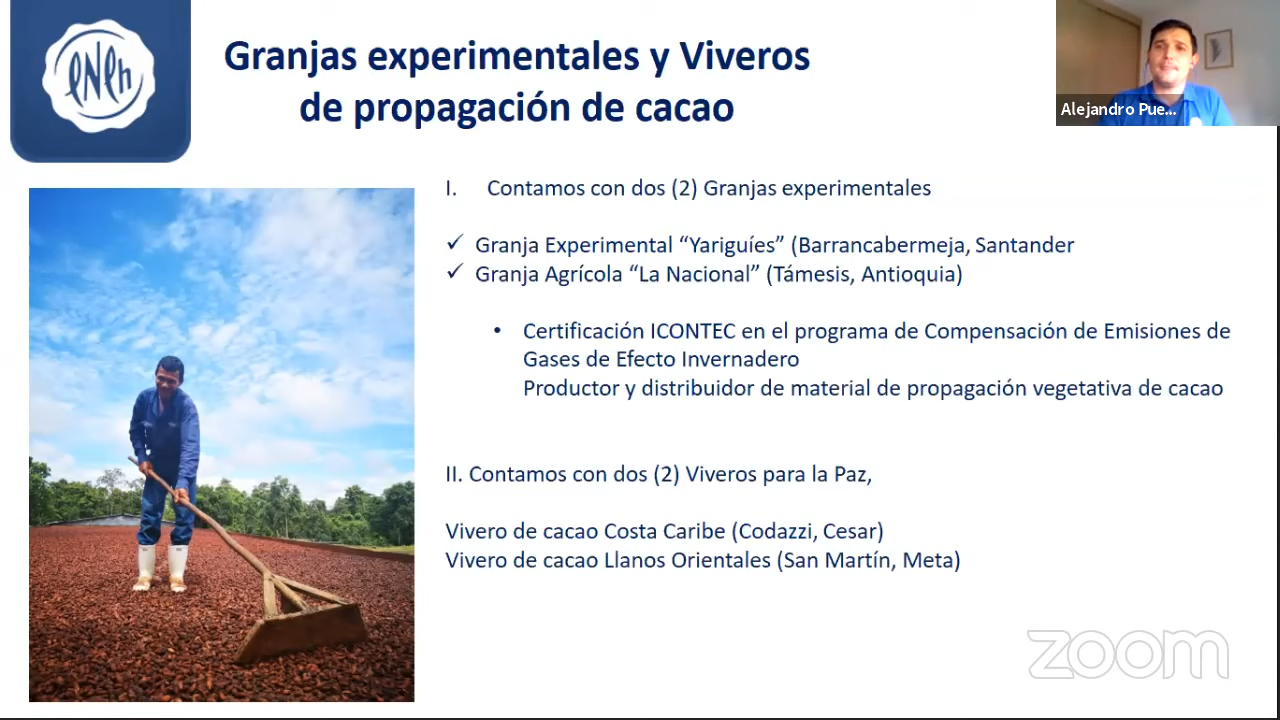 Granjas experimentales y Viveros
de propagación de cacao
Alejandro Pue...
I. Contamos con dos (2) Granjas experimentales
✓ Granja Experimental “Yariguíes” (Barrancabermeja, Santander
✓ Granja Agrícola “La Nacional” (Támesis, Antioquia)
• Certificación ICONTEC en el programa de Compensación de Emisiones de
Gases de Efecto Invernadero
Productor y distribuidor de material de propagación vegetativa de cacao
II. Contamos con dos (2) Viveros para la Paz,
Vivero de cacao Costa Caribe (Codazzi, Cesar)
Vivero de cacao Llanos Orientales (San Martín, Meta)
zoom